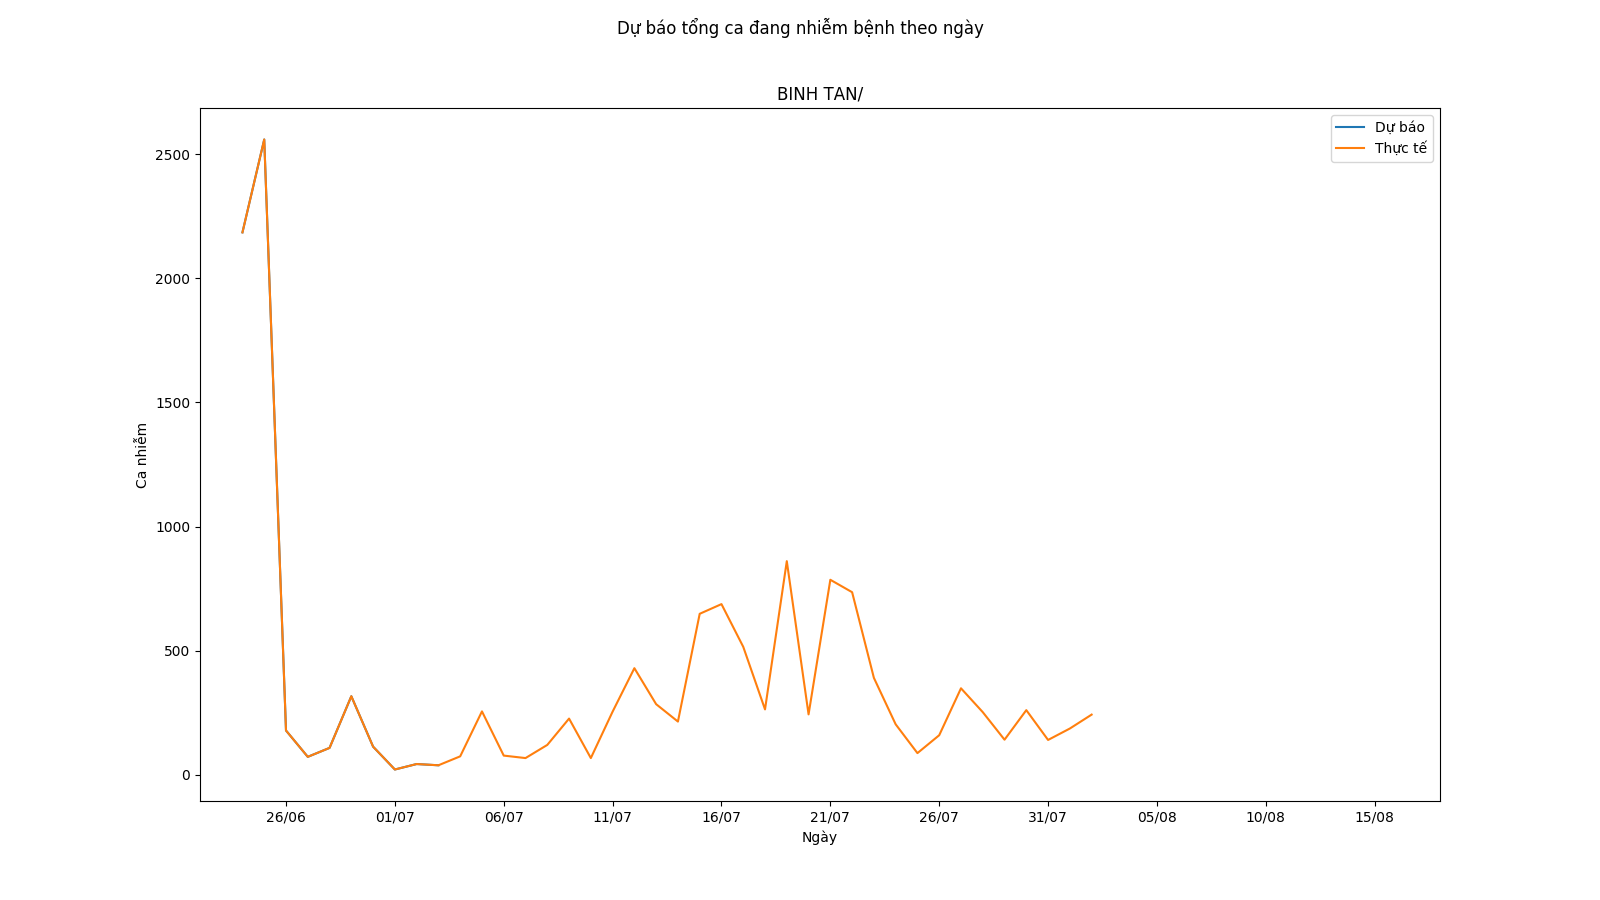 Dự báo tổng ca đang nhiễm bệnh theo ngày
BINH TAN/
Dự báo
Thực tế
2500
2000
1500
1000
500
0
Ca nhiễm
26/06
01/07
06/07
11/07
16/07
21/07
26/07
31/07
05/08
10/08
15/08
Ngày